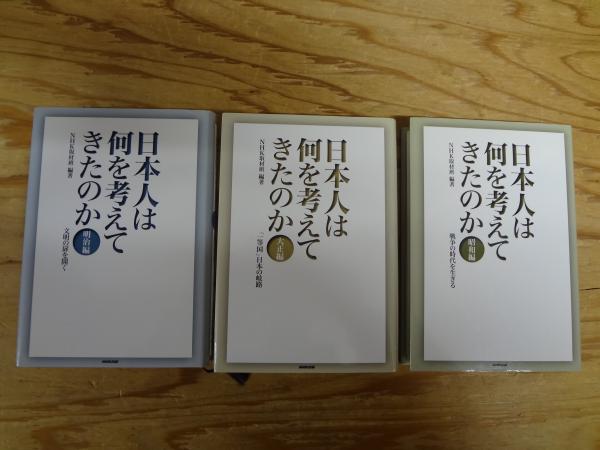 日本人は
何を考えて
きたのか
明治編
文明の扉を開く
NHK取材班 編著
日本人は
何を考えて
きたのか
大正編
「一等国」日本の岐路
NHK取材班 編著
日本人は
何を考えて
きたのか
昭和編
戦争の時代を生きる
NHK取材班 編著